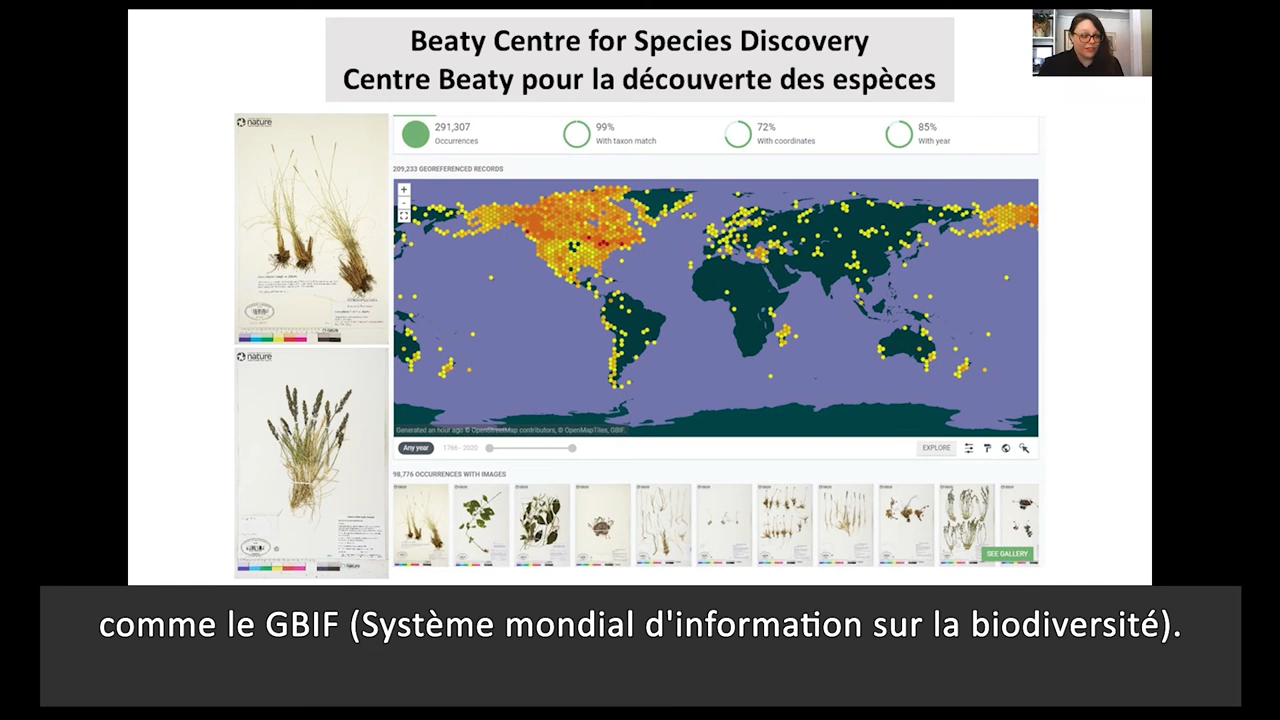 Beaty Centre for Species Discovery
Centre Beaty pour la découverte des espèces
nature
nature
291,307
Occurrences
99%
With taxon match
72%
With coordinates
85%
With year
209,233 GEOREFERENCED RECORDS
+
-
Generated an hour ago © OpenStreetMap contributors, © OpenMapTiles, GBIF.
Any year
1766 - 2020
EXPLORE
98,776 OCCURRENCES WITH IMAGES
SEE GALLERY
comme le GBIF (Système mondial d'information sur la biodiversité).